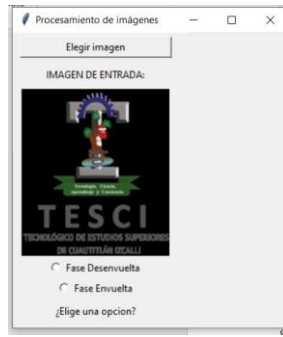 Procesamiento de imágenes
Elegir imagen
IMAGEN DE ENTRADA:
Tecnología, Ciencia,
Aprendizaje y Conciencia
TESCI
TECNOLÓGICO DE ESTUDIOS SUPERIORES
DE CUAUTITLÁN IZCALLI
Fase Desenvuelta
Fase Envuelta
¿Elige una opcion?